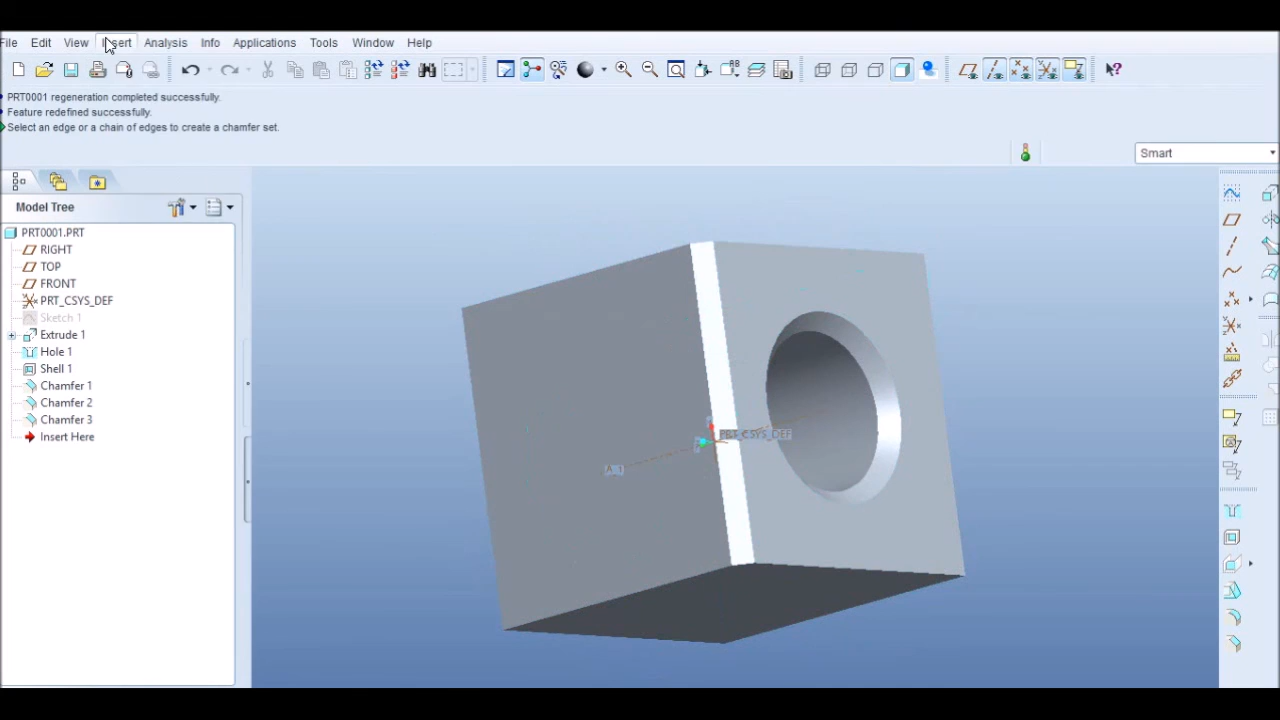 File Edit View Insert Analysis Info Applications Tools Window Help
PRT0001 regeneration completed successfully.
Feature redefined successfully.
Select an edge or a chain of edges to create a chamfer set.
Smart
Model Tree
PRT0001.PRT
RIGHT
TOP
FRONT
PRT_CSYS_DEF
Sketch 1
Extrude 1
Hole 1
Shell 1
Chamfer 1
Chamfer 2
Chamfer 3
Insert Here
PRT_CSYS_DEF
A_1